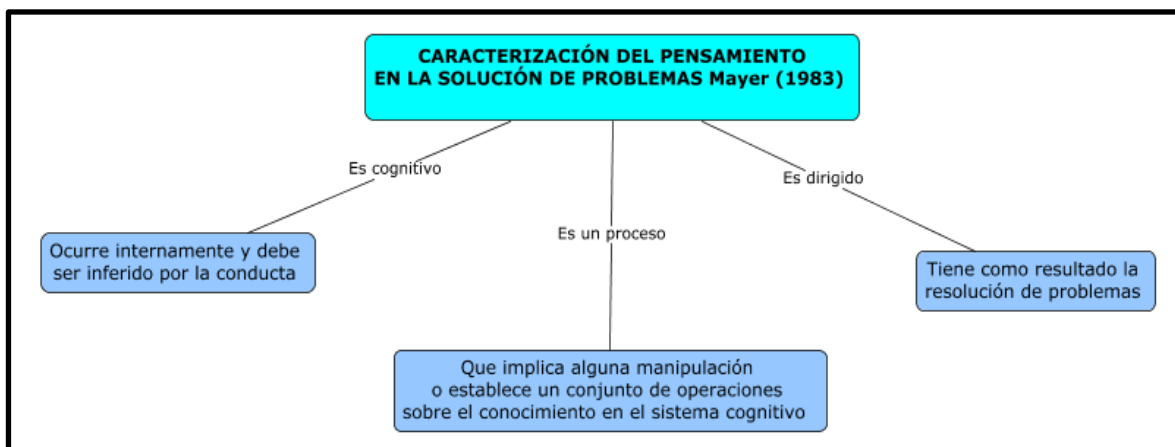 CARACTERIZACIÓN DEL PENSAMIENTO
EN LA SOLUCIÓN DE PROBLEMAS Mayer (1983)
Es cognitivo
Es dirigido
Es un proceso
Ocurre internamente y debe
ser inferido por la conducta
Tiene como resultado la
resolución de problemas
Que implica alguna manipulación
o establece un conjunto de operaciones
sobre el conocimiento en el sistema cognitivo